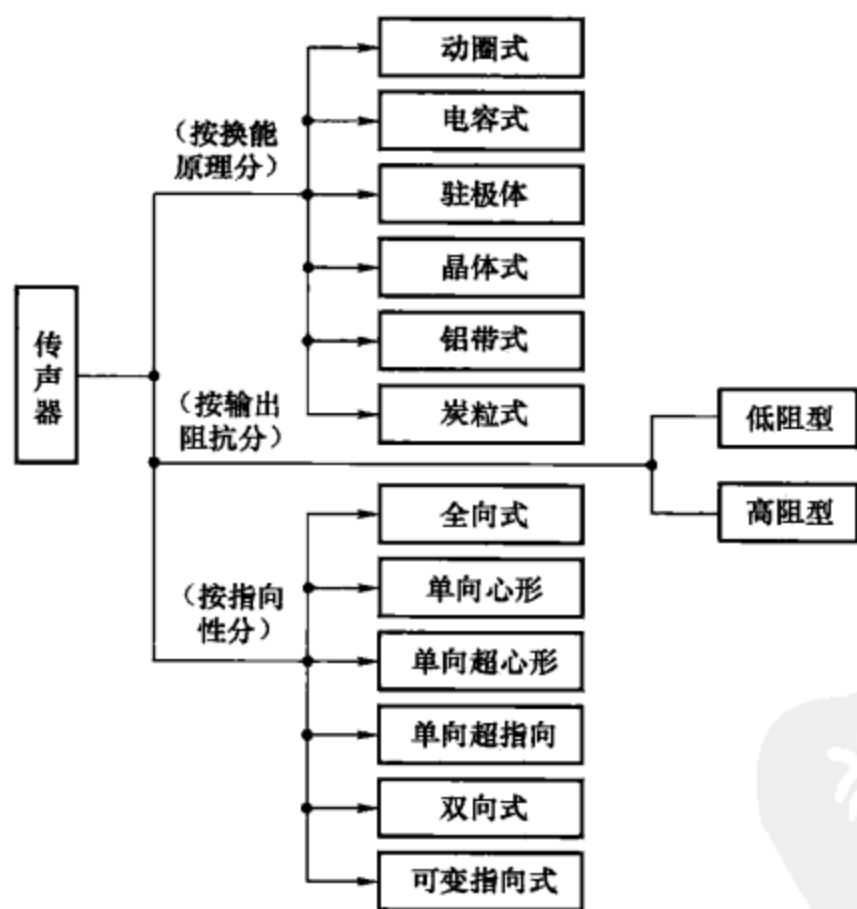 传声器
（按换能
原理分）
动圈式
电容式
驻极体
晶体式
铝带式
炭粒式
（按输出
阻抗分）
低阻型
高阻型
（按指向
性分）
全向式
单向心形
单向超心形
单向超指向
双向式
可变指向式